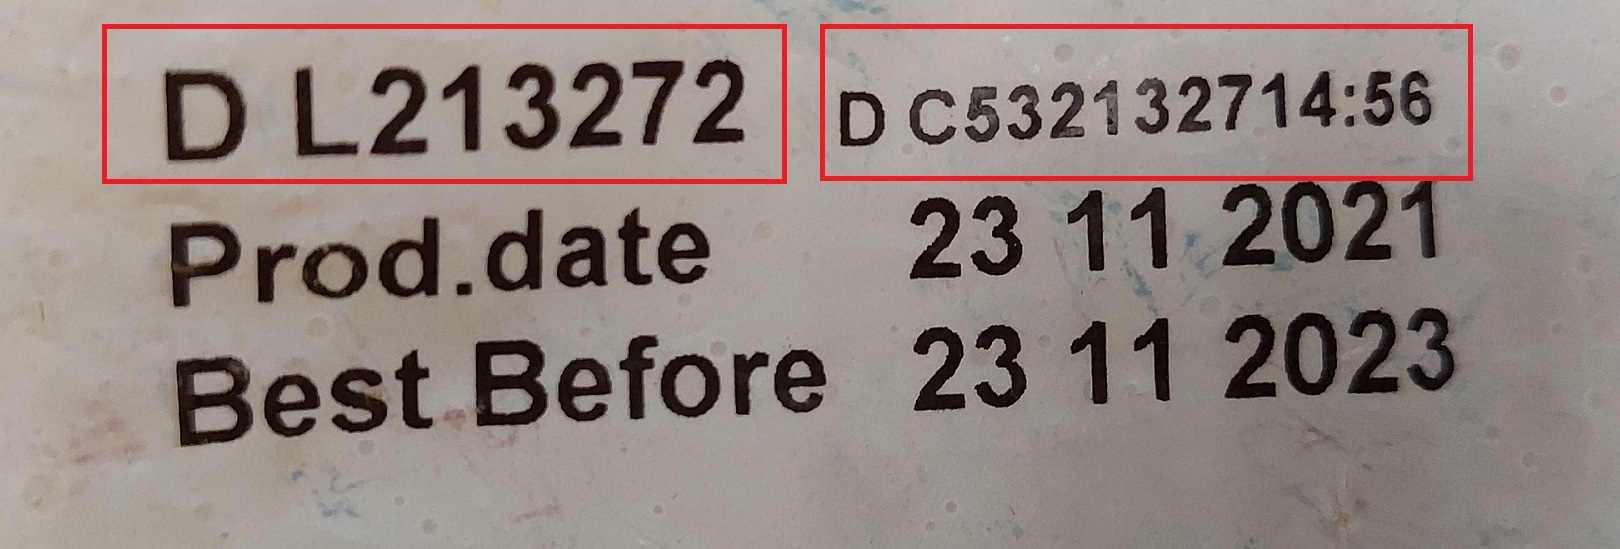 D L213272 D C532132714:56
Prod.date 23 11 2021
Best Before 23 11 2023